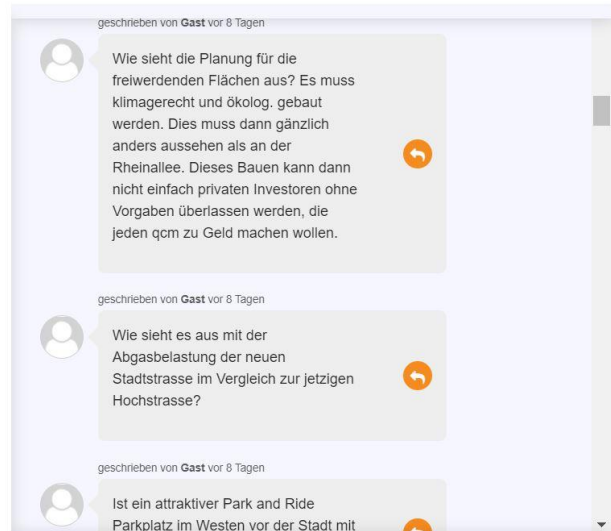 geschrieben von Gast vor 8 Tagen
Wie sieht die Planung für die
freiwerdenden Flächen aus? Es muss
klimagerecht und ökolog. gebaut
werden. Dies muss dann gänzlich
anders aussehen als an der
Rheinallee. Dieses Bauen kann dann
nicht einfach privaten Investoren ohne
Vorgaben überlassen werden, die
jeden qcm zu Geld machen wollen.
geschrieben von Gast vor 8 Tagen
Wie sieht es aus mit der
Abgasbelastung der neuen
Stadtstrasse im Vergleich zur jetzigen
Hochstrasse?
geschrieben von Gast vor 8 Tagen
Ist ein attraktiver Park and Ride
Parkplatz im Westen vor der Stadt mit